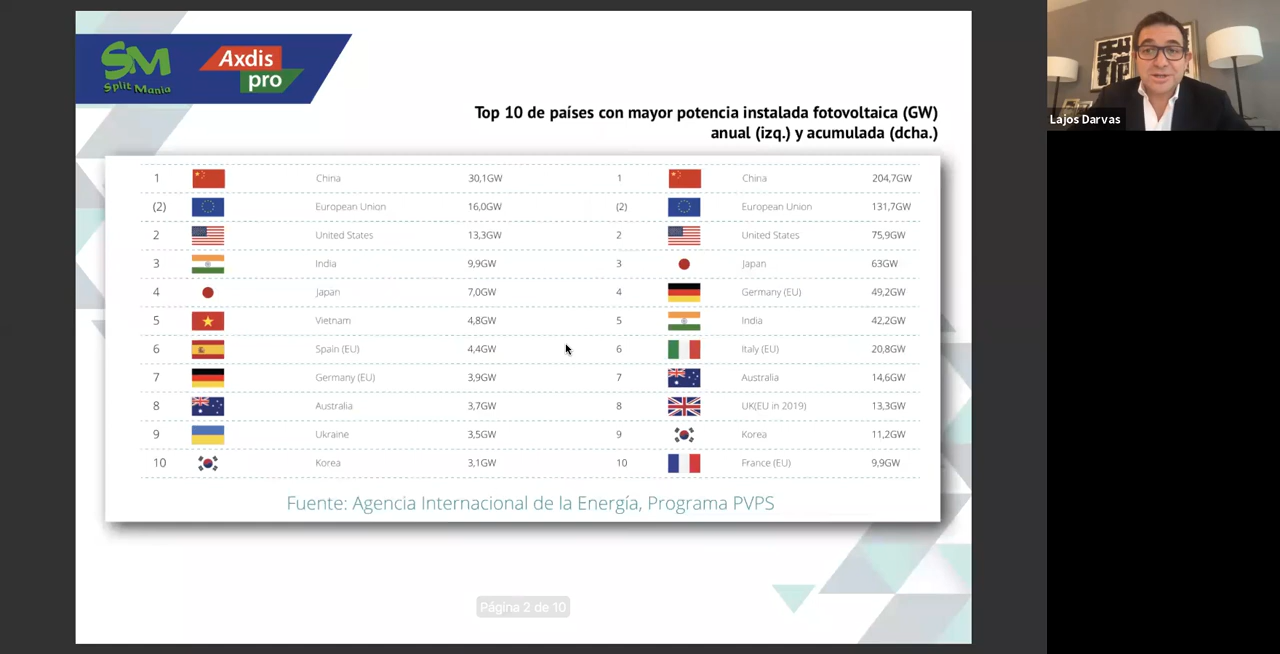 SM
Split Mania
Axdis
pro
Top 10 de países con mayor potencia instalada fotovoltaica (GW)
anual (izq.) y acumulada (dcha.)
1 China 30,1GW 1 China 204,7GW
(2) European Union 16,0GW (2) European Union 131,7GW
2 United States 13,3GW 2 United States 75,9GW
3 India 9,9GW 3 Japan 63GW
4 Japan 7,0GW 4 Germany (EU) 49,2GW
5 Vietnam 4,8GW 5 India 42,2GW
6 Spain (EU) 4,4GW 6 Italy (EU) 20,8GW
7 Germany (EU) 3,9GW 7 Australia 14,6GW
8 Australia 3,7GW 8 UK(EU in 2019) 13,3GW
9 Ukraine 3,5GW 9 Korea 11,2GW
10 Korea 3,1GW 10 France (EU) 9,9GW
Fuente: Agencia Internacional de la Energía, Programa PVPS
Página 2 de 10
Lajos Darvas